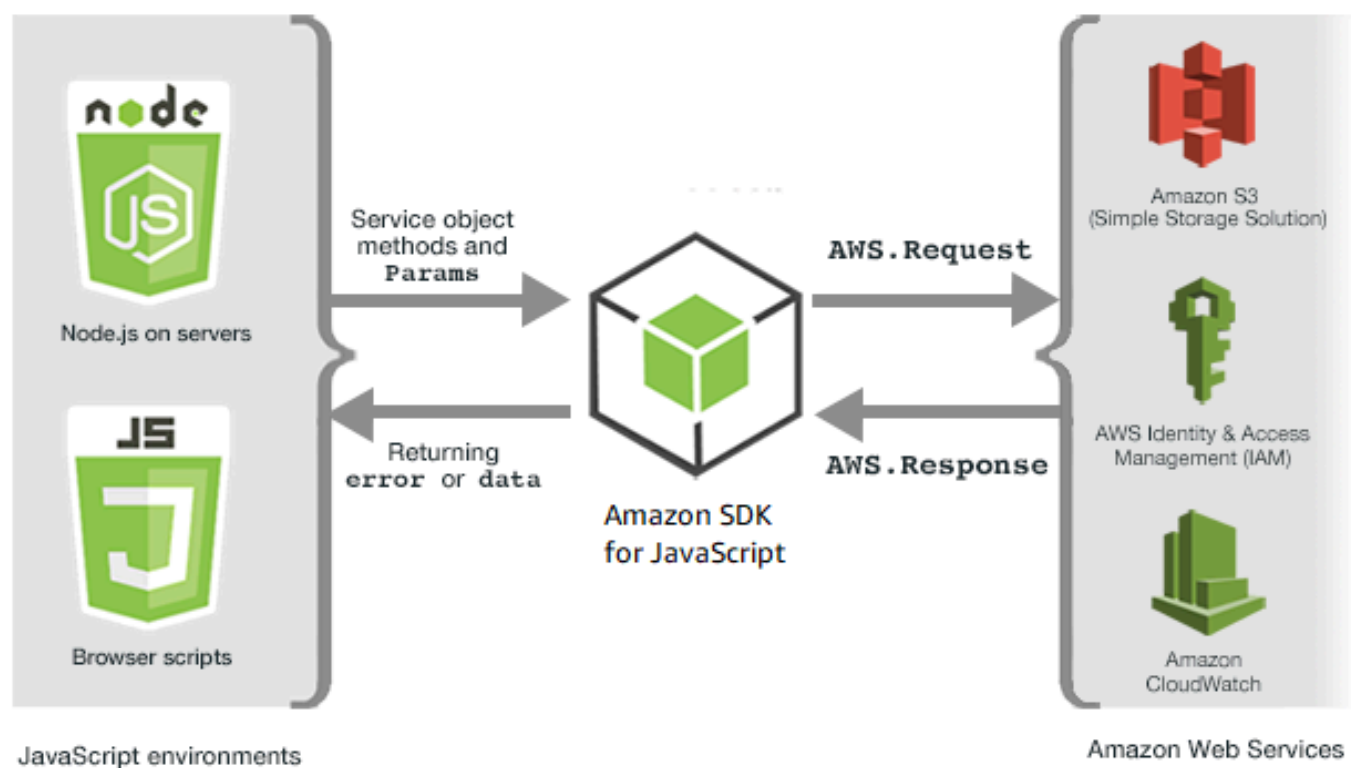 node
JS
Node.js on servers
JS
Browser scripts
JavaScript environments
Service object
methods and
Params
Returning
error or data
Amazon SDK
for JavaScript
AWS.Request
AWS.Response
Amazon S3
(Simple Storage Solution)
AWS Identity & Access
Management (IAM)
Amazon
CloudWatch
Amazon Web Services